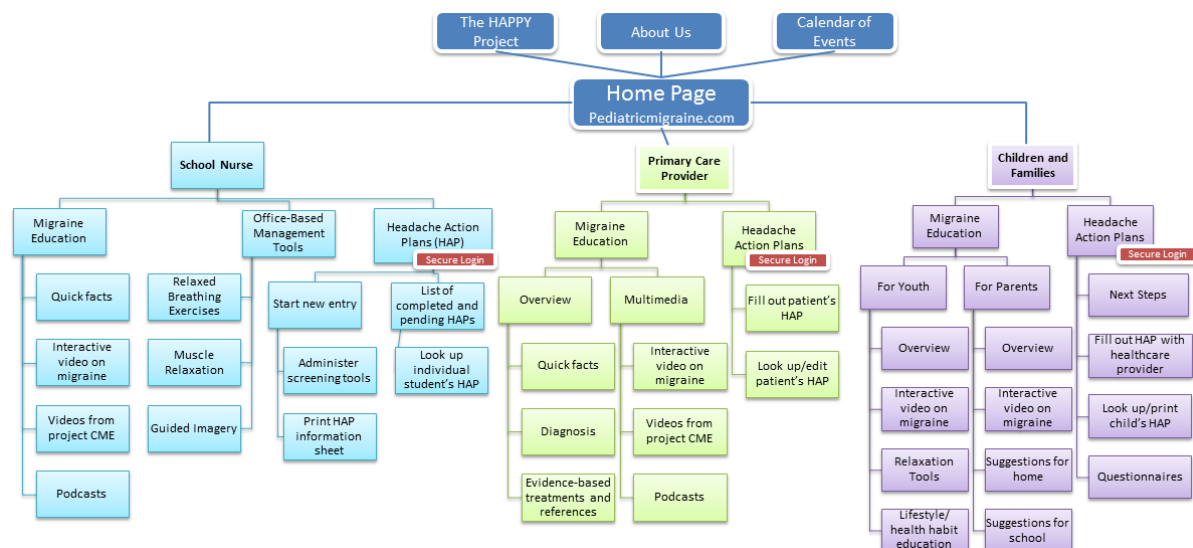 The HAPPY
Project
About Us
Calendar of
Events
Home Page
Pediatricmigraine.com
School Nurse
Migraine
Education
Quick facts
Interactive
video on
migraine
Videos from
project CME
Podcasts
Office-Based
Management
Tools
Relaxed
Breathing
Exercises
Muscle
Relaxation
Guided Imagery
Headache Action
Plans (HAP)
Secure Login
Start new entry
Administer
screening tools
Print HAP
information
sheet
List of
completed and
pending HAPs
Look up
individual
student's HAP
Primary Care
Provider
Migraine
Education
Overview
Quick facts
Diagnosis
Evidence-based
treatments and
references
Multimedia
Interactive
video on
migraine
Videos from
project CME
Podcasts
Headache
Action Plans
Secure Login
Fill out patient's
HAP
Look up/edit
patient's HAP
Children and
Families
Migraine
Education
For Youth
Overview
Interactive
video on
migraine
Relaxation
Tools
Lifestyle/
health habit
education
For Parents
Overview
Interactive
video on
migraine
Suggestions for
home
Suggestions for
school
Headache
Action Plans
Secure Login
Next Steps
Fill out HAP with
healthcare
provider
Look up/print
child's HAP
Questionnaires